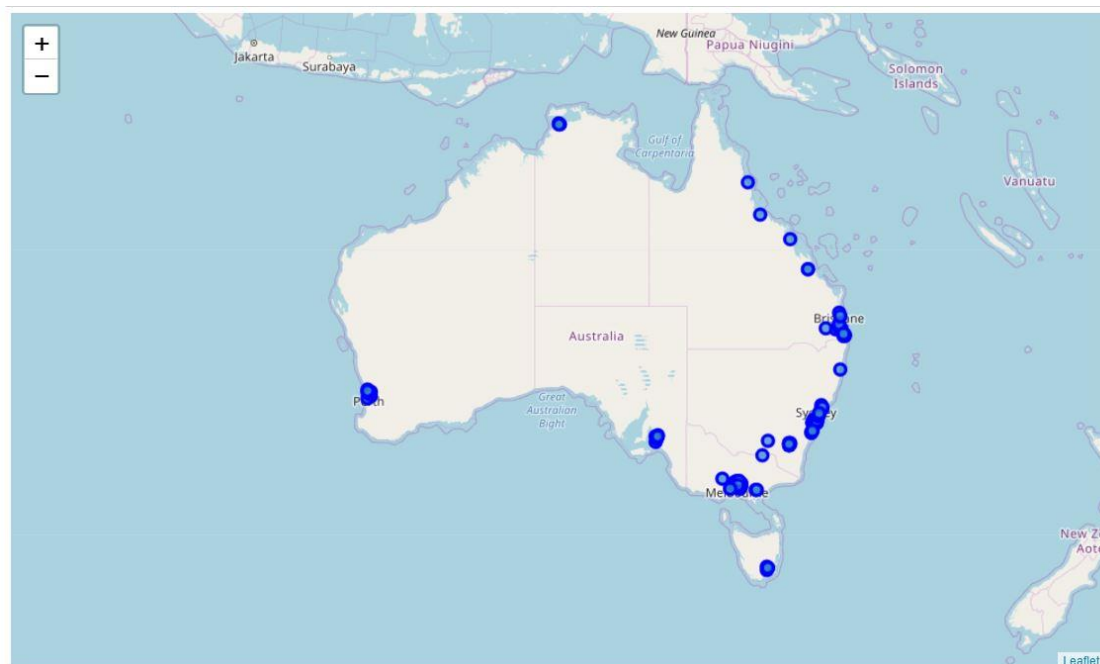 +
−
Jakarta
Surabaya
New Guinea
Papua Niugini
Solomon
Islands
Gulf of
Carpentaria
Vanuatu
Australia
Great
Australian
Bight
Leaflet